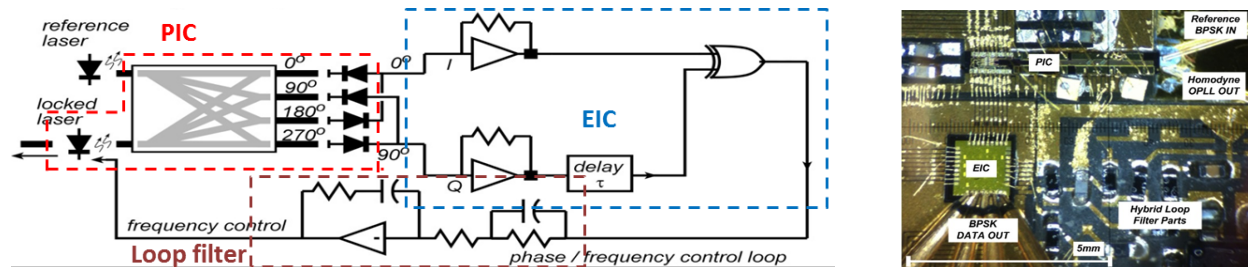 reference
laser
PIC
locked
laser
0°
90°
180°
270°
0°
90°
I
Q
EIC
delay
τ
-
frequency control
Loop filter
phase / frequency control loop
Reference
BPSK IN
PIC
Homodyne
OPLL OUT
EIC
BPSK
DATA OUT
Hybrid Loop
Filter Parts
5mm